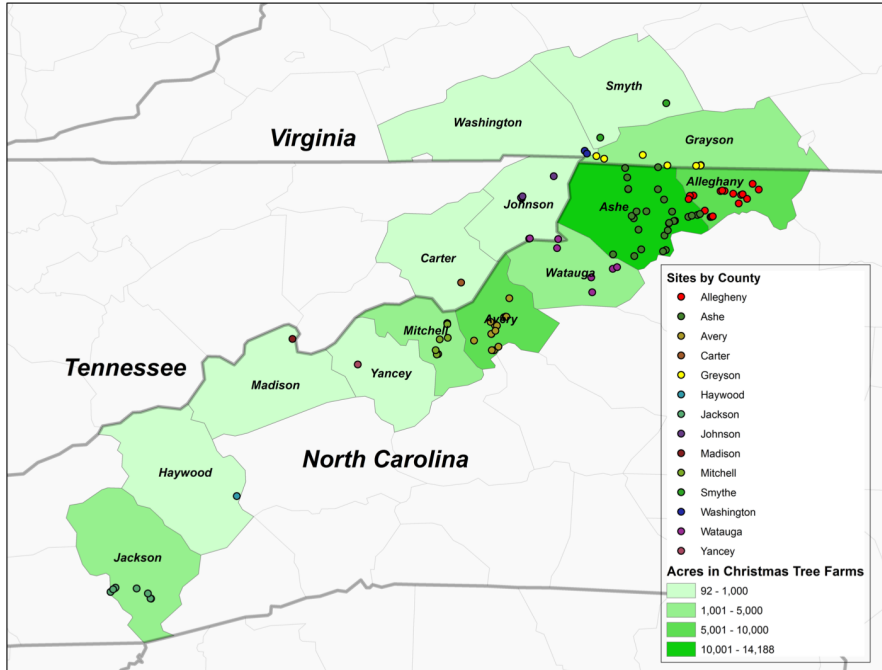 Smyth
Washington
Virginia
Grayson
Alleghany
Johnson
Ashe
Carter
Watauga
Avery
Mitchell
Tennessee
Madison
Yancey
North Carolina
Haywood
Jackson
Sites by County
Allegheny
Ashe
Avery
Carter
Greyson
Haywood
Jackson
Johnson
Madison
Mitchell
Smythe
Washington
Watauga
Yancey
Acres in Christmas Tree Farms
92 - 1,000
1,001 - 5,000
5,001 - 10,000
10,001 - 14,188